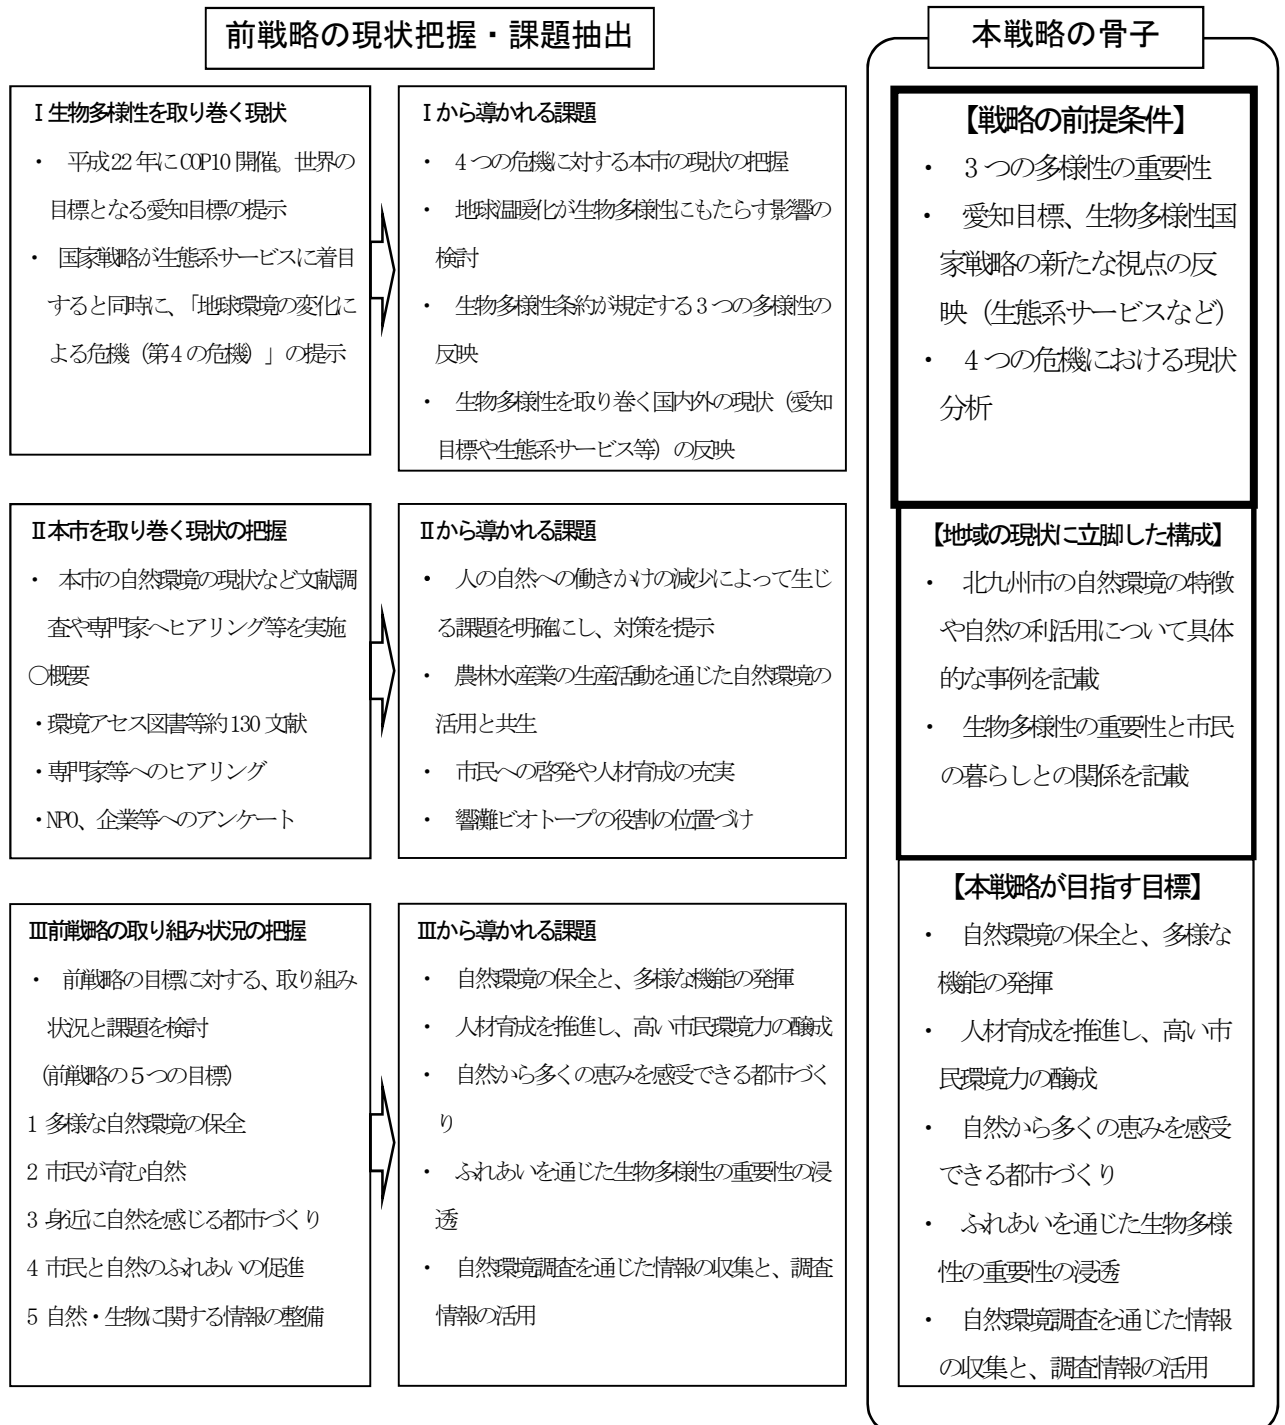 前戦略の現状把握・課題抽出
Ⅰ生物多様性を取り巻く現状
・ 平成22年にCOP10開催。世界の
目標となる愛知目標の提示
・ 国家戦略が生態系サービスに着目
すると同時に、「地球環境の変化に
よる危機（第4の危機）」の提示
Ⅰから導かれる課題
・ 4つの危機に対する本市の現状の把握
・ 地球温暖化が生物多様性にもたらす影響の
検討
・ 生物多様性条約が規定する3つの多様性の
反映
・ 生物多様性を取り巻く国内外の現状（愛知
目標や生態系サービス等）の反映
Ⅱ本市を取り巻く現状の把握
・ 本市の自然環境の現状など文献調
査や専門家へヒアリング等を実施
○概要
・環境アセス図書等約130文献
・専門家等へのヒアリング
・NPO、企業等へのアンケート
Ⅱから導かれる課題
・ 人の自然への働きかけの減少によって生じ
る課題を明確にし、対策を提示
・ 農林水産業の生産活動を通じた自然環境の
活用と共生
・ 市民への啓発や人材育成の充実
・ 響灘ビオトープの役割の位置づけ
Ⅲ前戦略の取り組み状況の把握
・ 前戦略の目標に対する、取り組み
状況と課題を検討
(前戦略の5つの目標)
1 多様な自然環境の保全
2 市民が育む自然
3 身近に自然を感じる都市づくり
4 市民と自然のふれあいの促進
5 自然・生物に関する情報の整備
Ⅲから導かれる課題
・ 自然環境の保全と、多様な機能の発揮
・ 人材育成を推進し、高い市民環境力の醸成
・ 自然から多くの恵みを感受できる都市づく
り
・ ふれあいを通じた生物多様性の重要性の浸
透
・ 自然環境調査を通じた情報の収集と、調査
情報の活用
本戦略の骨子
【戦略の前提条件】
・ 3つの多様性の重要性
・ 愛知目標、生物多様性国
家戦略の新たな視点の反
映（生態系サービスなど）
・ 4つの危機における現状
分析
【地域の現状に立脚した構成】
・ 北九州市の自然環境の特徴
や自然の利活用について具体
的な事例を記載
・ 生物多様性の重要性と市民
の暮らしとの関係を記載
【本戦略が目指す目標】
・ 自然環境の保全と、多様な
機能の発揮
・ 人材育成を推進し、高い市
民環境力の醸成
・ 自然から多くの恵みを感受
できる都市づくり
・ ふれあいを通じた生物多様
性の重要性の浸透
・ 自然環境調査を通じた情報
の収集と、調査情報の活用